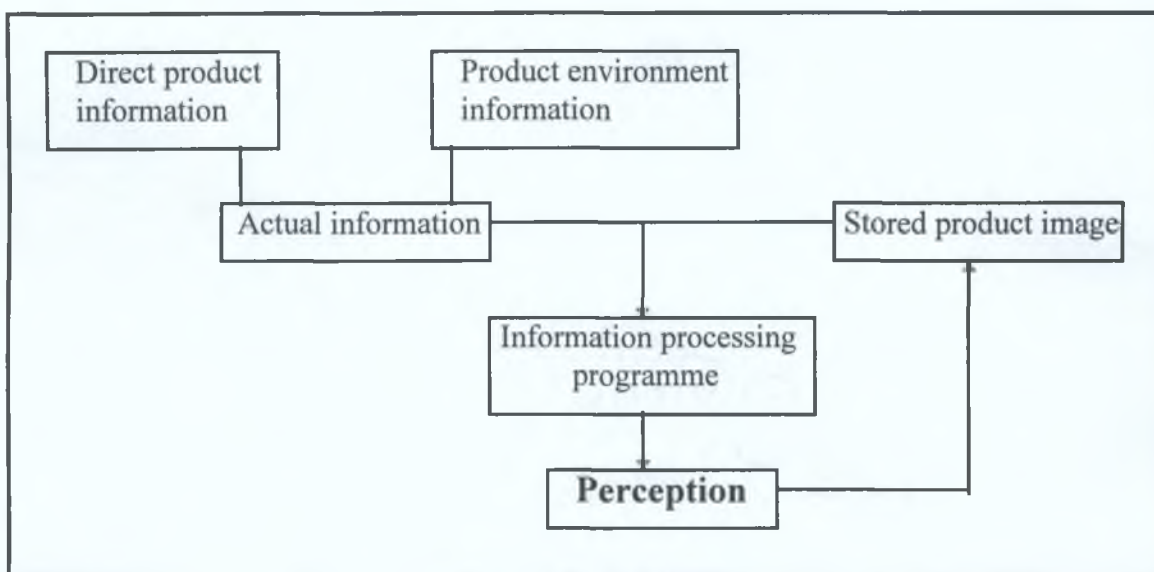 Direct product
information
Product environment
information
Actual information
Stored product image
Information processing
programme
Perception